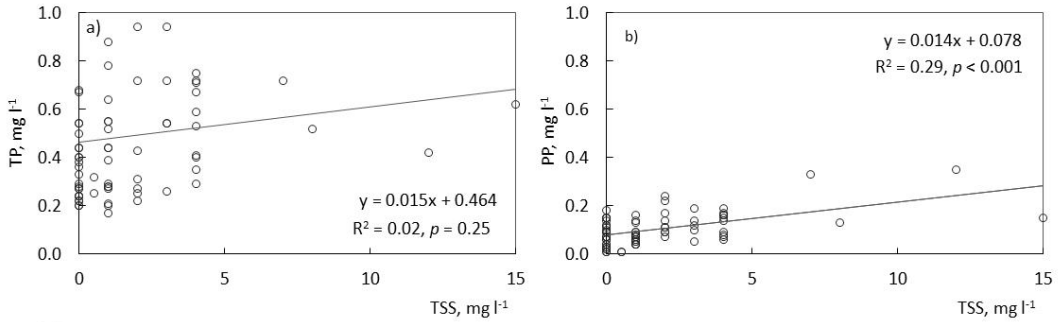 a)
TP, mg l⁻¹
1.0
0.8
0.6
0.4
0.2
0.0
y = 0.015x + 0.464
R² = 0.02, p = 0.25
0 5 10 15
TSS, mg l⁻¹
b)
PP, mg l⁻¹
1.0
0.8
0.6
0.4
0.2
0.0
y = 0.014x + 0.078
R² = 0.29, p < 0.001
0 5 10 15
TSS, mg l⁻¹